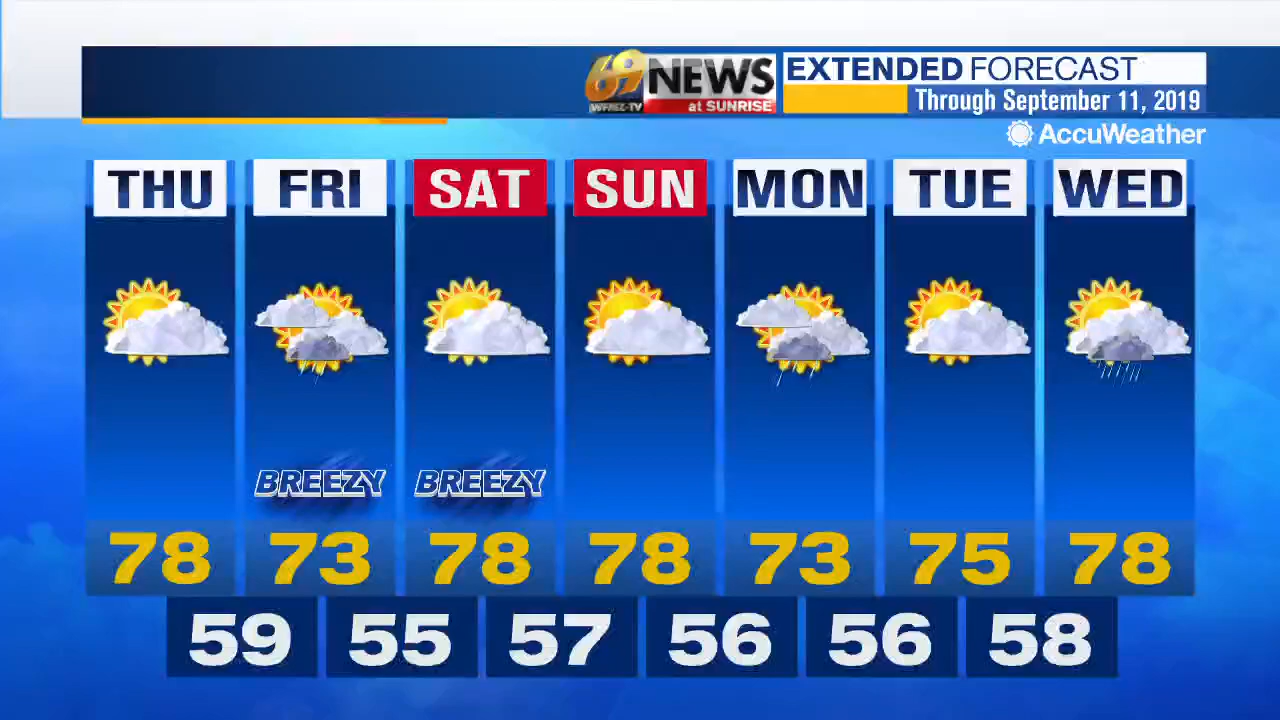 69 NEWS
WFMZ-TV at SUNRISE
EXTENDED FORECAST
Through September 11, 2019
AccuWeather
THU FRI SAT SUN MON TUE WED
BREEZY BREEZY
78 73 78 78 73 75 78
59 55 57 56 56 58